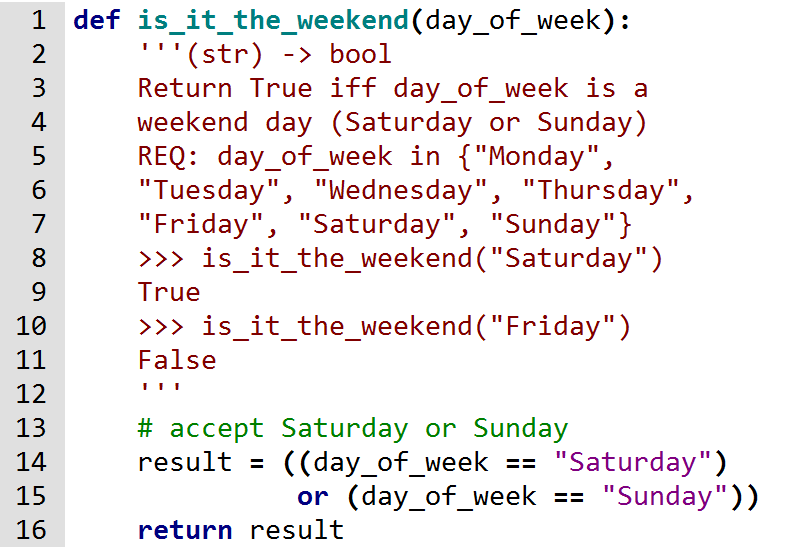 1 def is_it_the_weekend(day_of_week):
2     '''(str) -> bool
3     Return True iff day_of_week is a
4     weekend day (Saturday or Sunday)
5     REQ: day_of_week in {"Monday",
6     "Tuesday", "Wednesday", "Thursday",
7     "Friday", "Saturday", "Sunday"}
8     >>> is_it_the_weekend("Saturday")
9     True
10     >>> is_it_the_weekend("Friday")
11     False
12     '''
13     # accept Saturday or Sunday
14     result = ((day_of_week == "Saturday")
15               or (day_of_week == "Sunday"))
16     return result